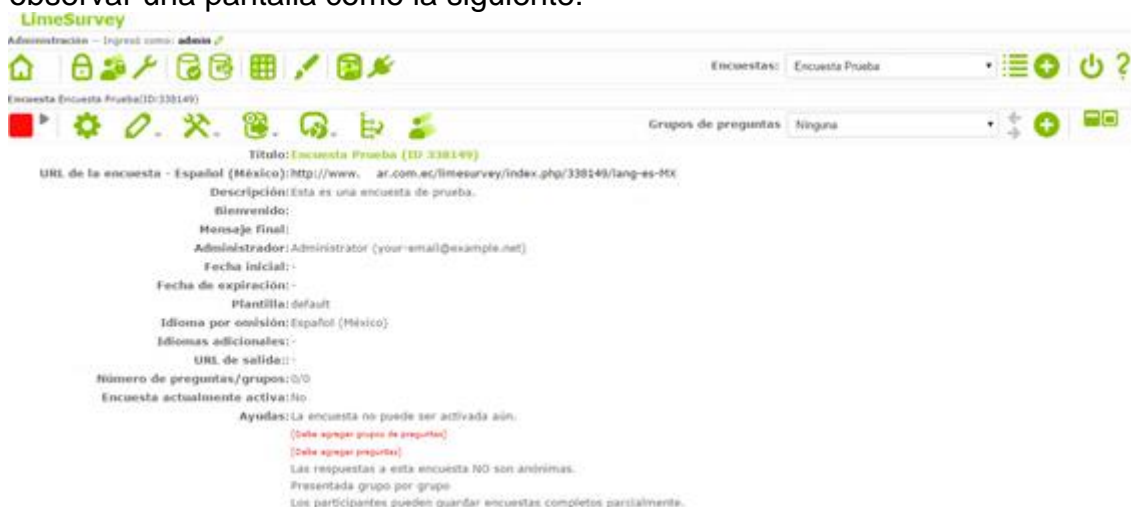 observar una pantalla como la siguiente:
LimeSurvey
Administración -- Ingresó como: admin
Encuestas: Encuesta Prueba
Encuesta Encuesta Prueba(ID:338149)
Grupos de preguntas Ninguna
Título: Encuesta Prueba (ID 338149)
URL de la encuesta - Español (México): http://www. ar.com.ec/limesurvey/index.php/338149/lang-es-MX
Descripción: Esta es una encuesta de prueba.
Bienvenido:
Mensaje final:
Administrador: Administrator (your-email@example.net)
Fecha inicial: -
Fecha de expiración: -
Plantilla: default
Idioma por omisión: Español (México)
Idiomas adicionales: -
URL de salida:: -
Número de preguntas/grupos: 0/0
Encuesta actualmente activa: No
Ayudas: La encuesta no puede ser activada aún.
[Debe agregar grupos de preguntas]
[Debe agregar preguntas]
Las respuestas a esta encuesta NO son anónimas.
Presentada grupo por grupo
Los participantes pueden guardar encuestas completos parcialmente.